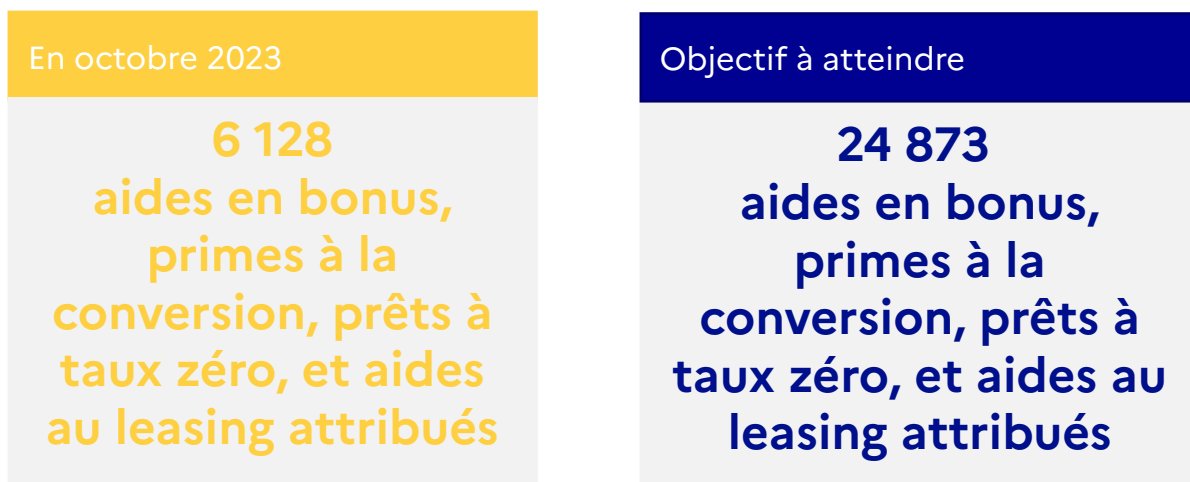 En octobre 2023
6 128
aides en bonus,
primes à la
conversion, prêts à
taux zéro, et aides
au leasing attribués
Objectif à atteindre
24 873
aides en bonus,
primes à la
conversion, prêts à
taux zéro, et aides au
leasing attribués